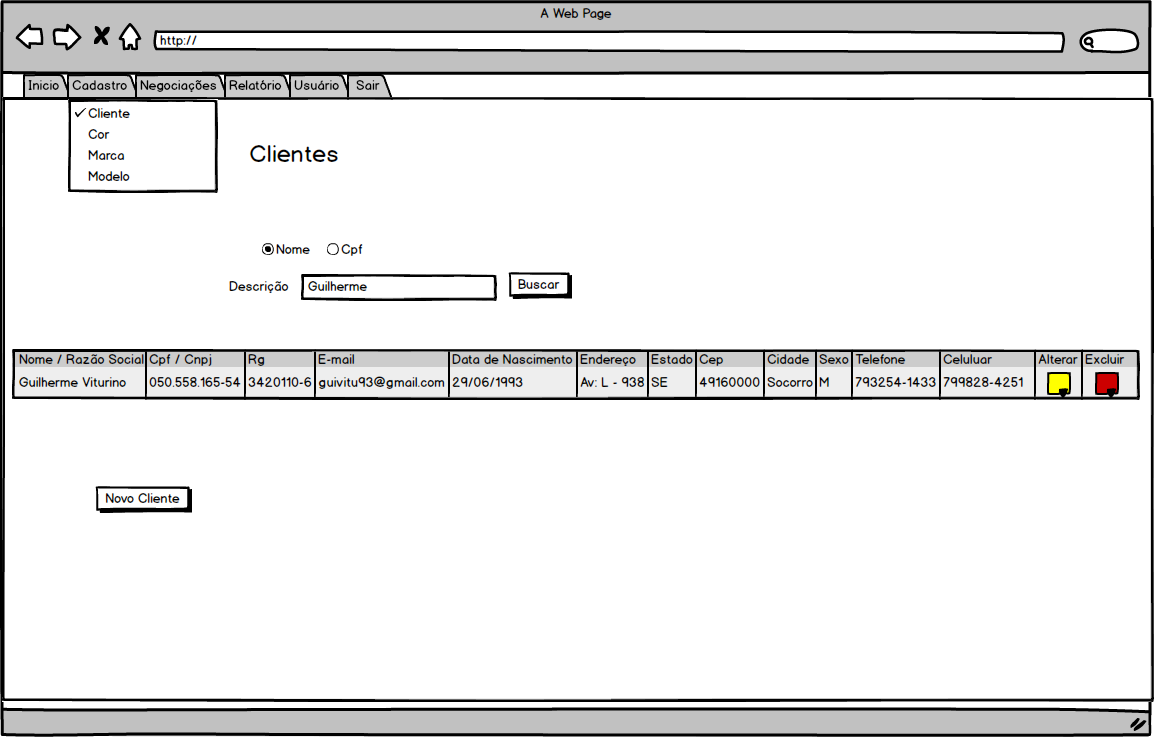 A Web Page
http://
Inicio Cadastro Negociações Relatório Usuário Sair
Cliente
Cor
Marca
Modelo
Clientes
Nome Cpf
Descrição Guilherme Buscar
Nome / Razão Social Cpf / Cnpj Rg E-mail Data de Nascimento Endereço Estado Cep Cidade Sexo Telefone Celuluar Alterar Excluir
Guilherme Viturino 050.558.165-54 3420110-6 guivitu93@gmail.com 29/06/1993 Av: L - 938 SE 49160000 Socorro M 793254-1433 799828-4251
Novo Cliente